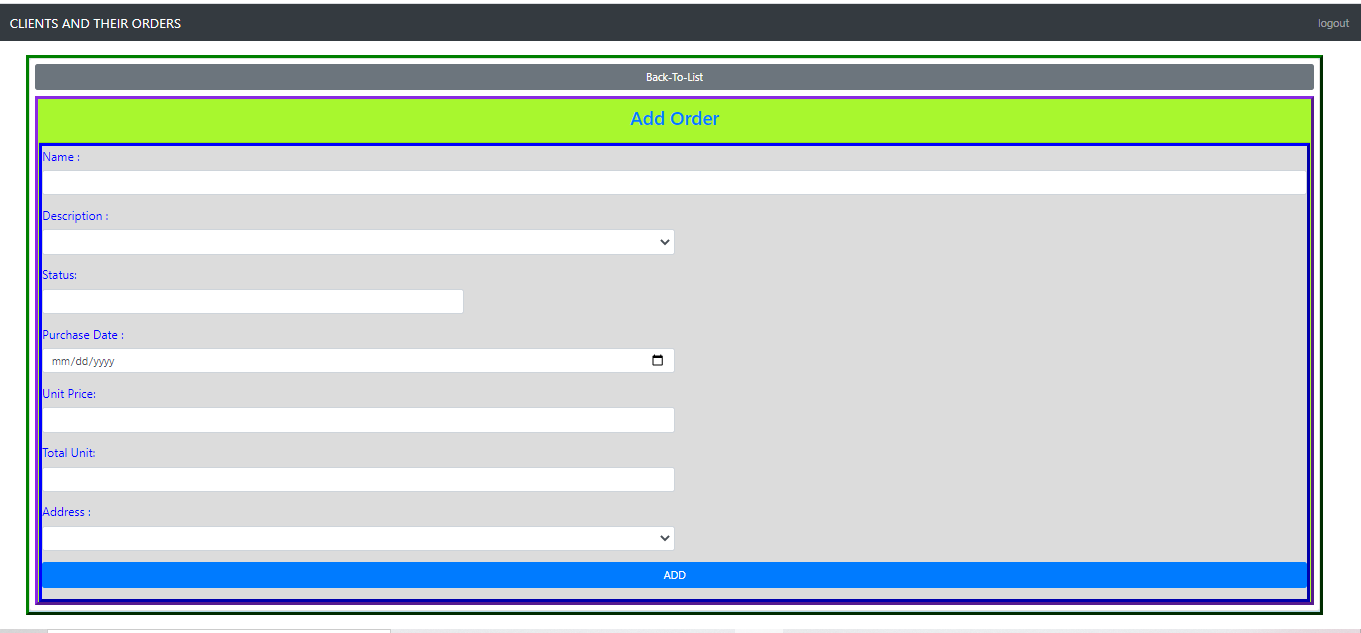 CLIENTS AND THEIR ORDERS
logout
Back-To-List
Add Order
Name :
Description :
Status:
Purchase Date :
mm/dd/yyyy
Unit Price:
Total Unit:
Address :
ADD